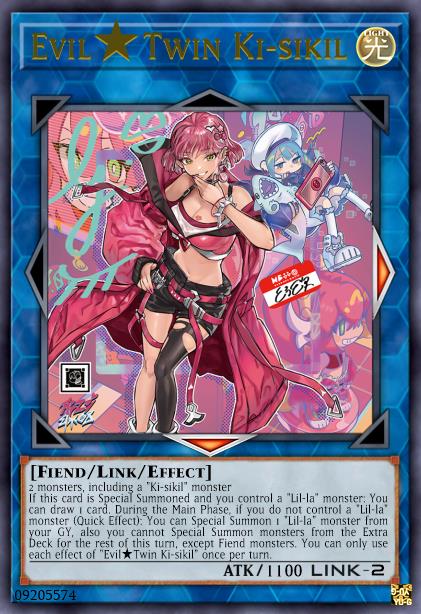 Evil★Twin Ki-sikil
LIGHT
光
[Fiend/Link/Effect]
2 monsters, including a "Ki-sikil" monster
If this card is Special Summoned and you control a "Lil-la" monster: You
can draw 1 card. During the Main Phase, if you do not control a "Lil-la"
monster (Quick Effect): You can Special Summon 1 "Lil-la" monster from
your GY, also you cannot Special Summon monsters from the Extra
Deck for the rest of this turn, except Fiend monsters. You can only use
each effect of "Evil★Twin Ki-sikil" once per turn.
ATK/1100 LINK-2
09205574